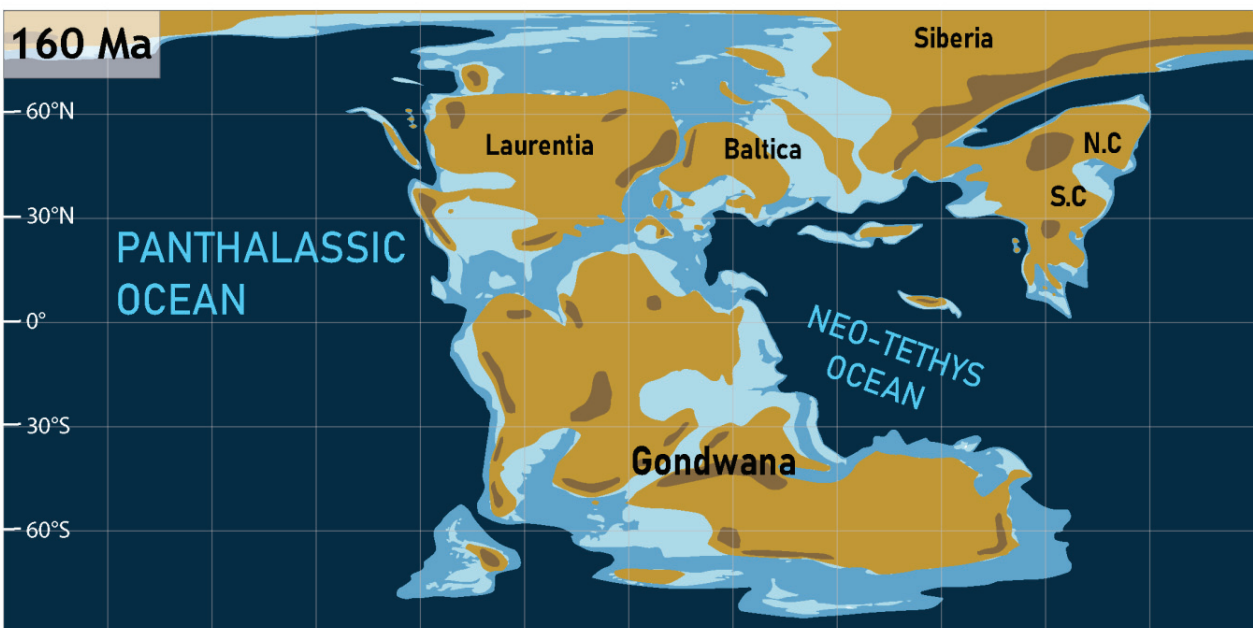 160 Ma
Siberia
60°N
Laurentia
Baltica
N.C
S.C
30°N
PANTHALASSIC
OCEAN
0°
NEO-TETHYS
OCEAN
30°S
Gondwana
60°S